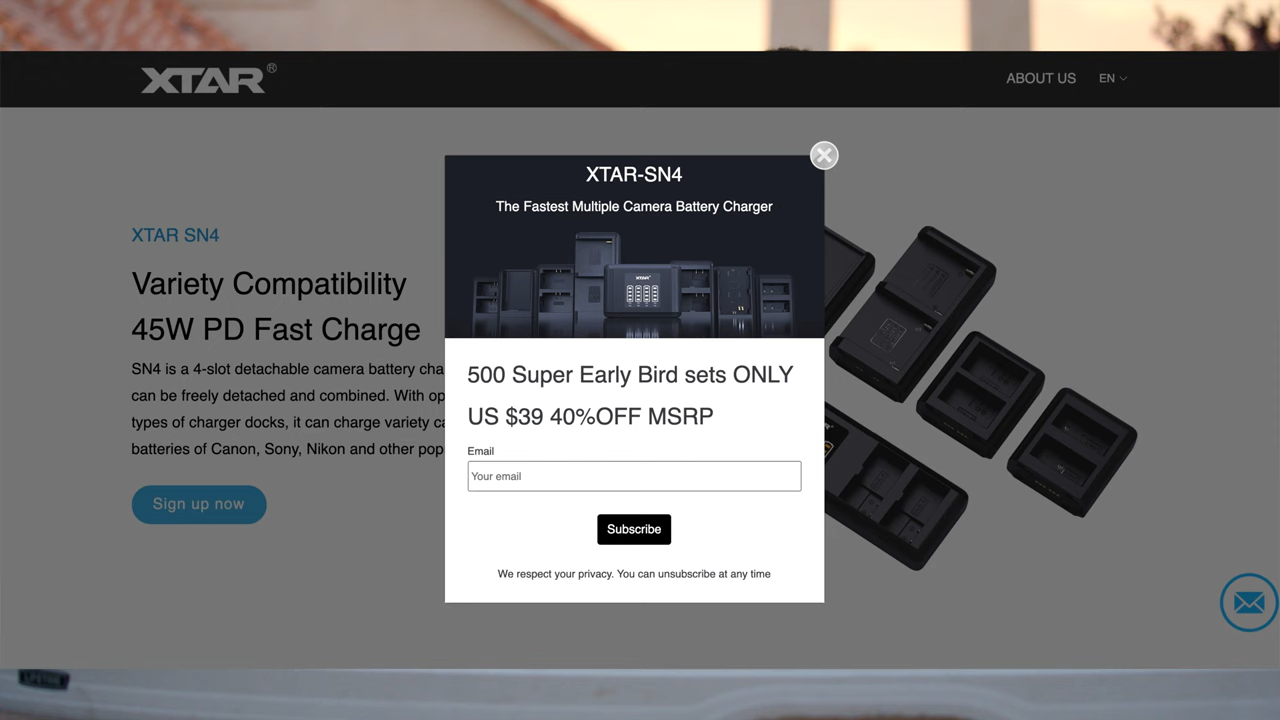 XTAR®
ABOUT US
EN
XTAR SN4
Variety Compatibility
45W PD Fast Charge
SN4 is a 4-slot detachable camera battery cha
can be freely detached and combined. With op
types of charger docks, it can charge variety ca
batteries of Canon, Sony, Nikon and other pop
Sign up now
XTAR-SN4
The Fastest Multiple Camera Battery Charger
XTAR
500 Super Early Bird sets ONLY
US $39 40%OFF MSRP
Email
Your email
Subscribe
We respect your privacy. You can unsubscribe at any time
LIFETIME